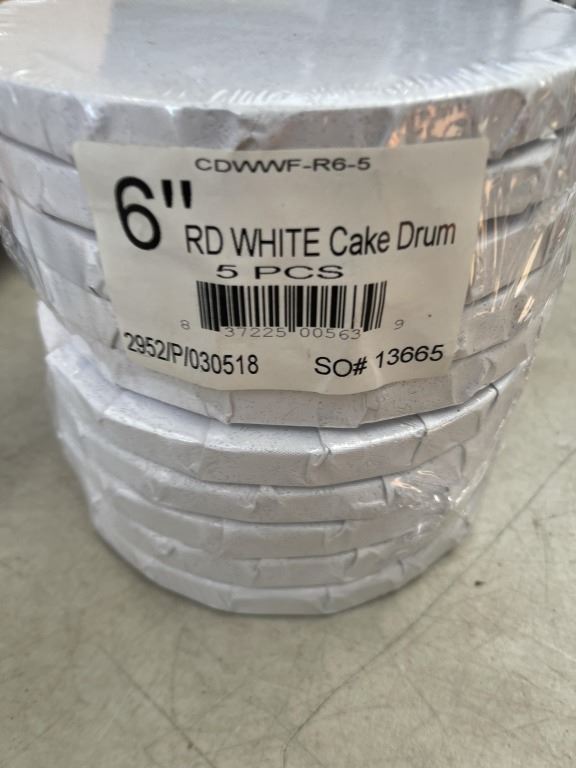 CDWWF-R6-5
6" RD WHITE Cake Drum
5 PCS
8 37225 00563 9
2952/P/030518 SO# 13665